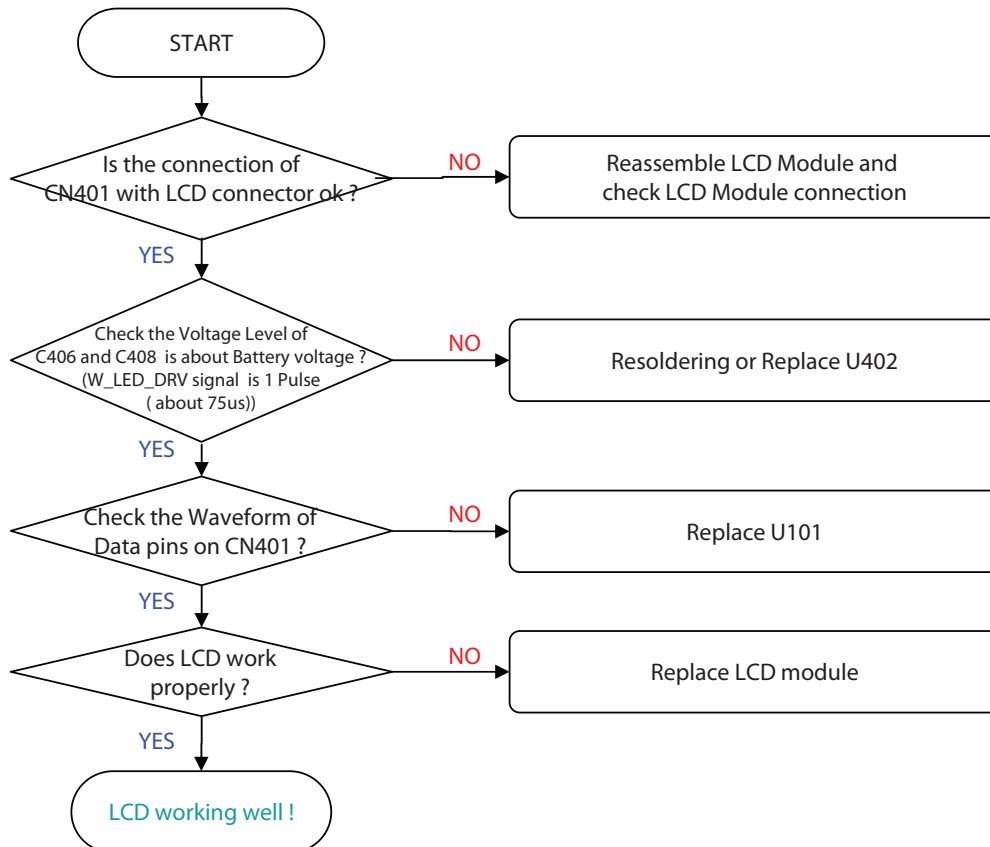 START
Is the connection of
CN401 with LCD connector ok ?
NO
Reassemble LCD Module and
check LCD Module connection
YES
Check the Voltage Level of
C406 and C408 is about Battery voltage ?
(W_LED_DRV signal is 1 Pulse
( about 75us))
NO
Resoldering or Replace U402
YES
Check the Waveform of
Data pins on CN401 ?
NO
Replace U101
YES
Does LCD work
properly ?
NO
Replace LCD module
YES
LCD working well !